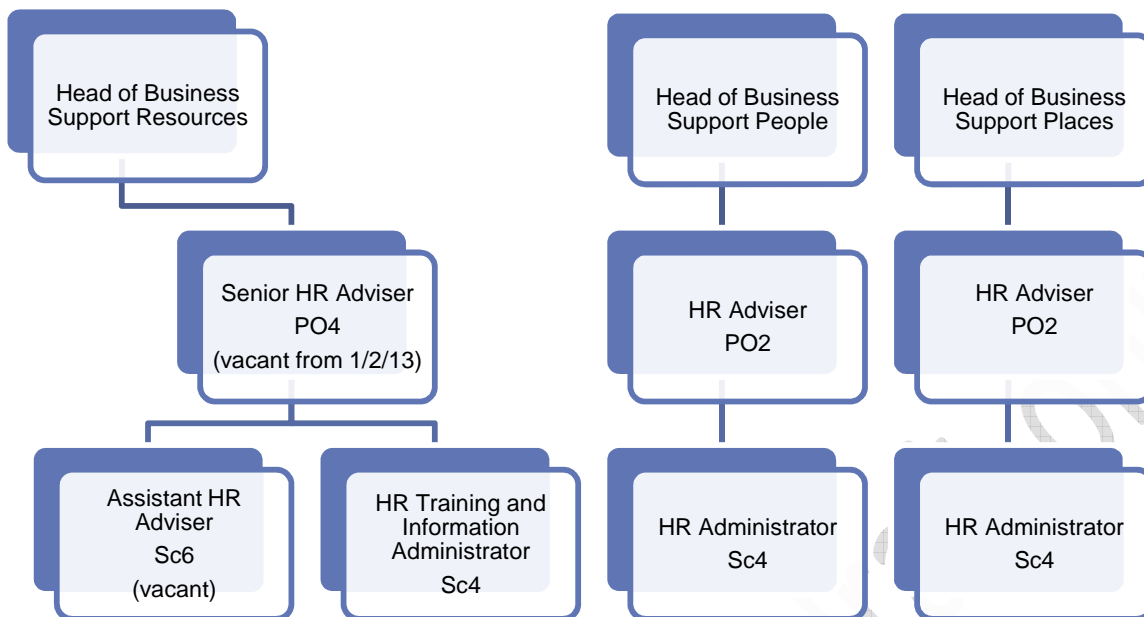 Head of Business
Support Resources
Head of Business
Support People
Head of Business
Support Places
Senior HR Adviser
PO4
(vacant from 1/2/13)
HR Adviser
PO2
HR Adviser
PO2
Assistant HR
Adviser
Sc6
(vacant)
HR Training and
Information
Administrator
Sc4
HR Administrator
Sc4
HR Administrator
Sc4